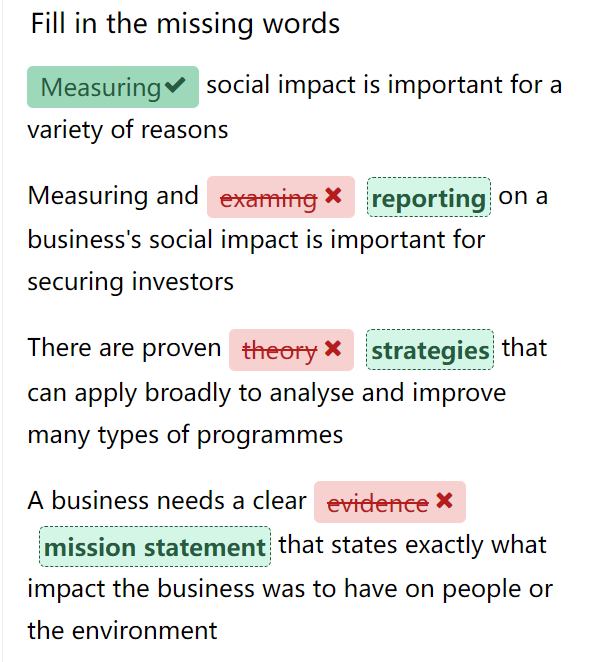 Fill in the missing words
Measuring✔ social impact is important for a
variety of reasons
Measuring and examing ✖ reporting on a
business's social impact is important for
securing investors
There are proven theory ✖ strategies that
can apply broadly to analyse and improve
many types of programmes
A business needs a clear evidence ✖
mission statement that states exactly what
impact the business was to have on people or
the environment